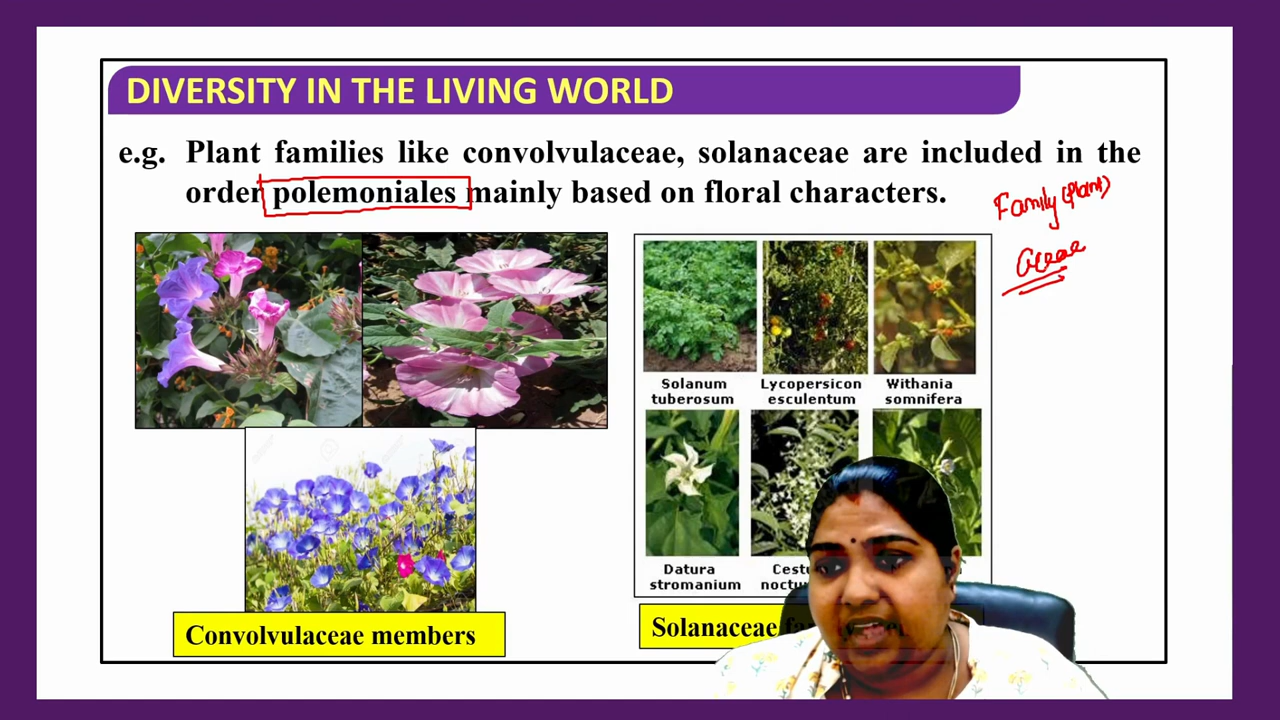 DIVERSITY IN THE LIVING WORLD
e.g. Plant families like convolvulaceae, solanaceae are included in the
order polemoniales mainly based on floral characters.
Family (plant)
aceae
Solanum
tuberosum
Lycopersicon
esculentum
Withania
somnifera
Datura
stromanium
Convolvulaceae members
Solanaceae